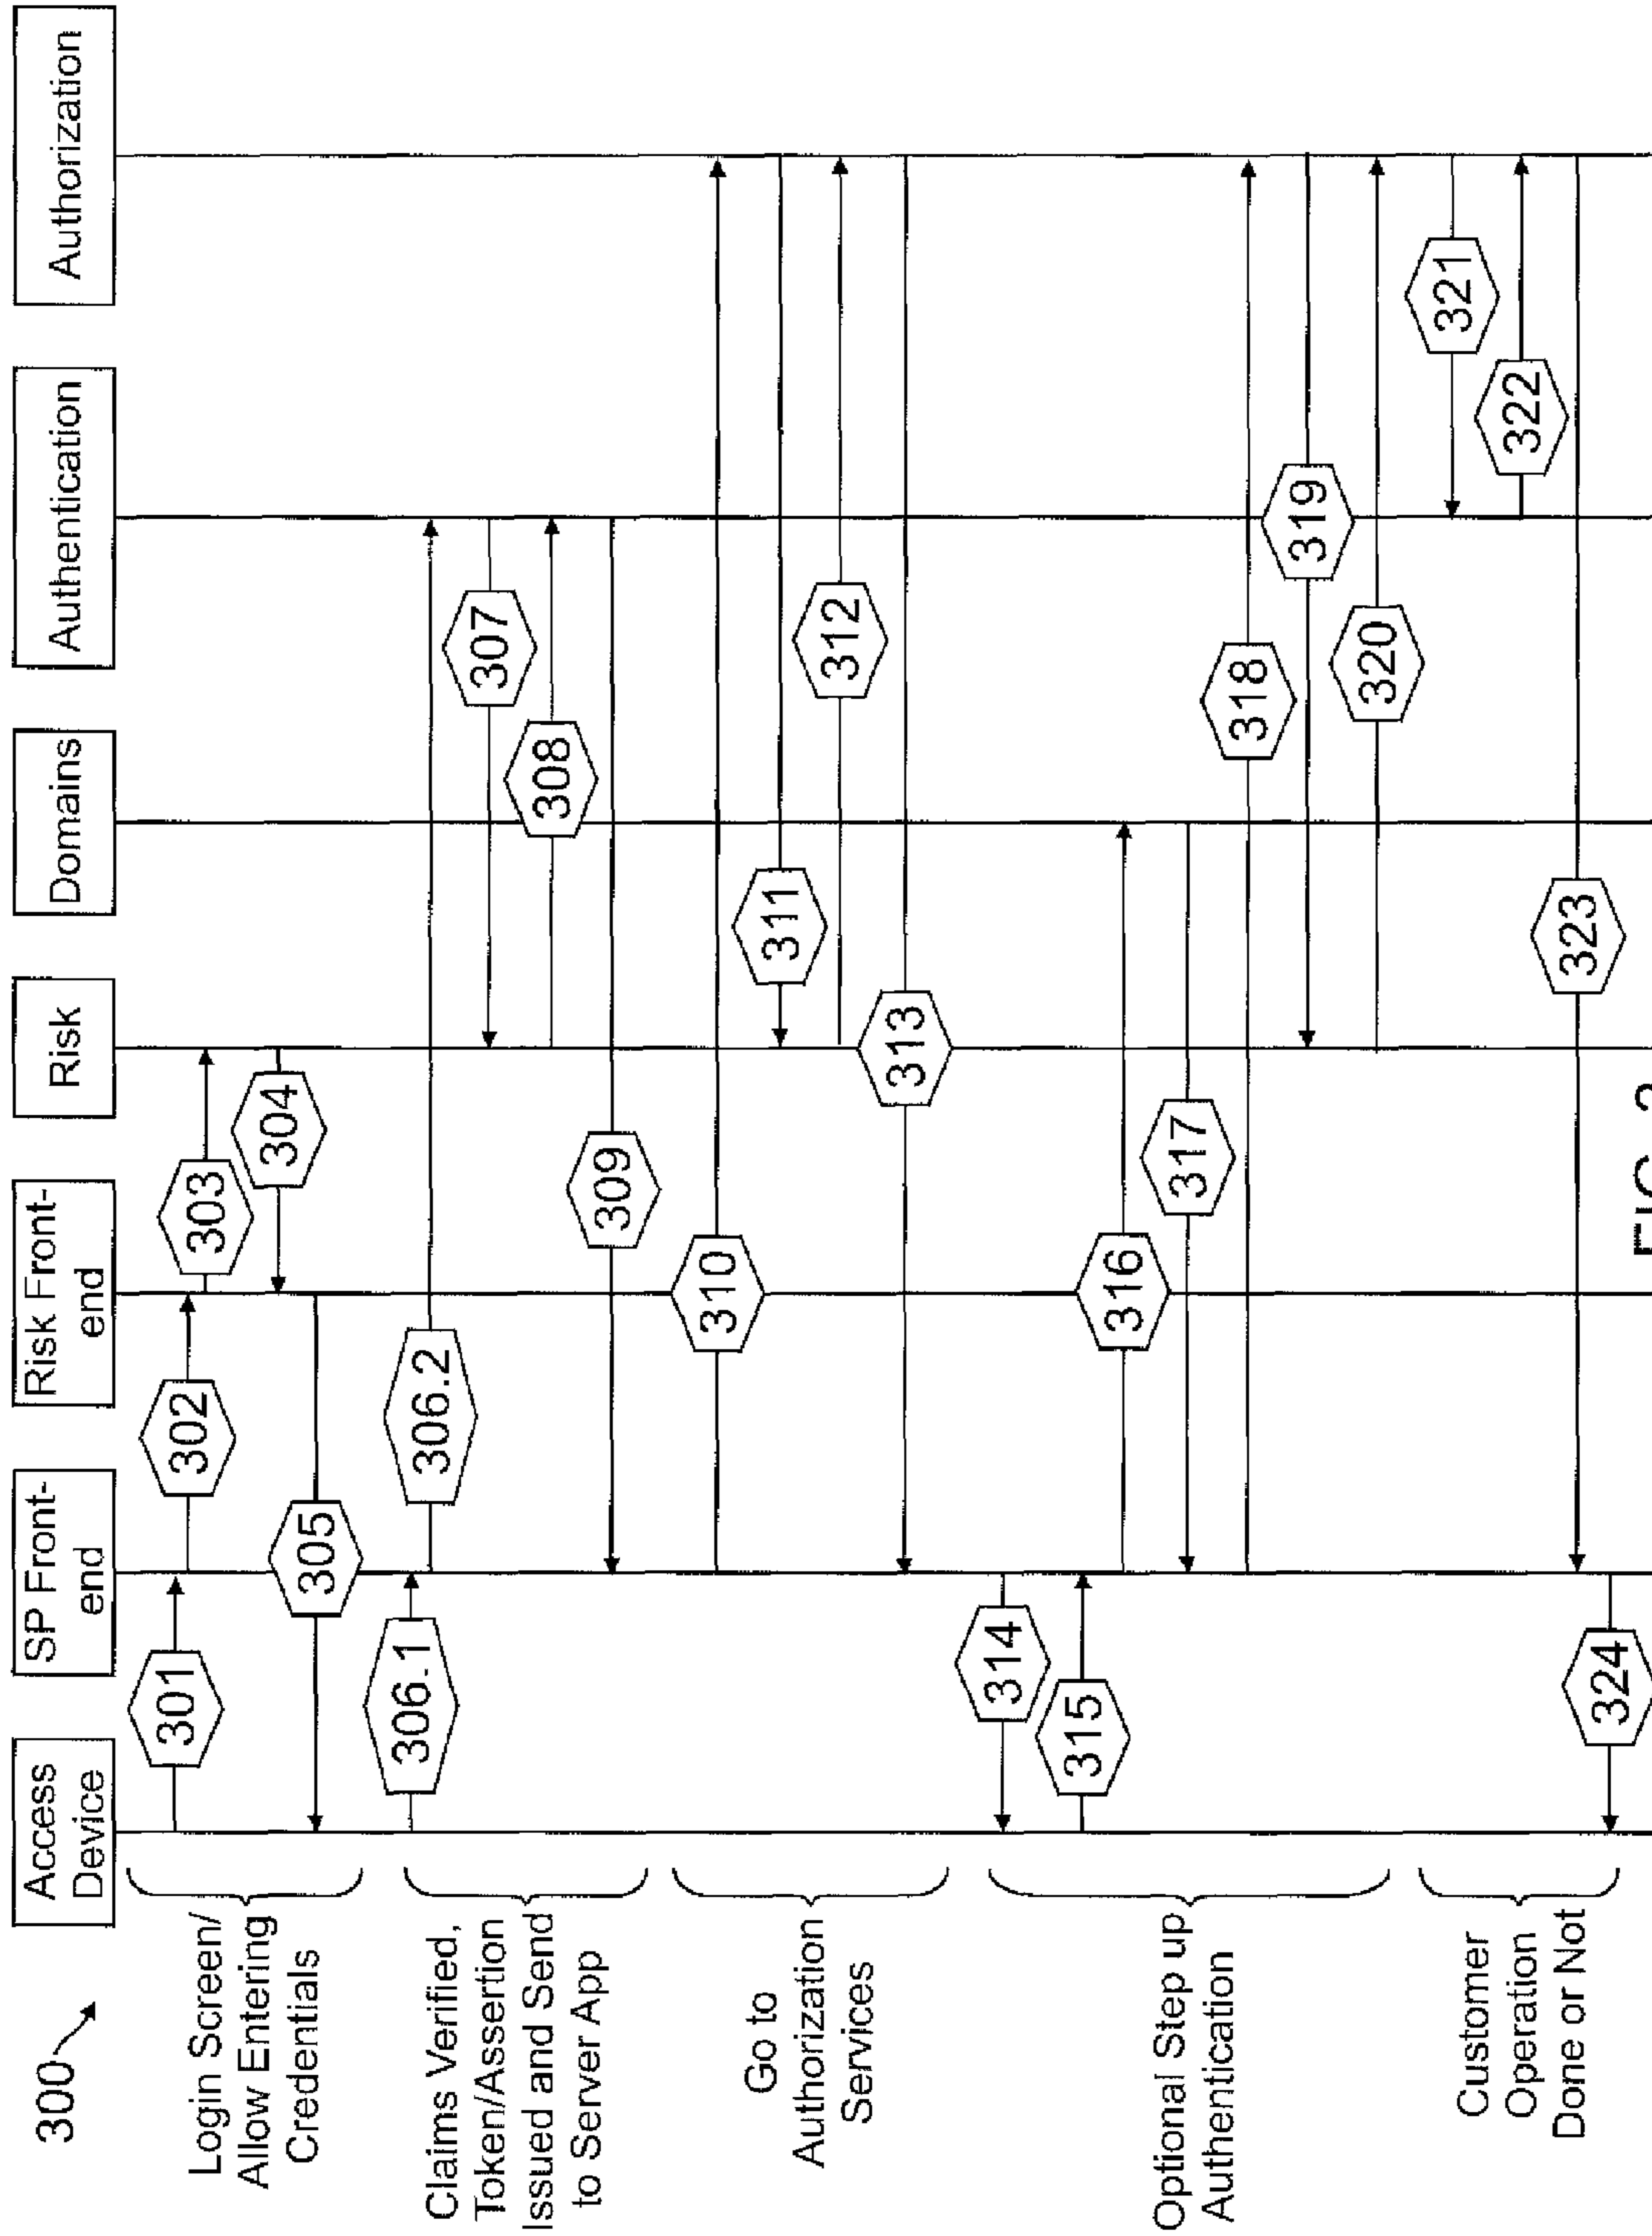 300
Access
Device
SP Front-
end
Risk Front-
end
Risk
Domains
Authentication
Authorization
Login Screen/
Allow Entering
Credentials
301
302
303
304
305
Claims Verified,
Token/Assertion
Issued and Send
to Server App
306.1
306.2
307
308
309
Go to
Authorization
Services
310
311
312
313
Optional Step up
Authentication
314
315
316
317
318
319
320
Customer
Operation
Done or Not
321
322
323
324